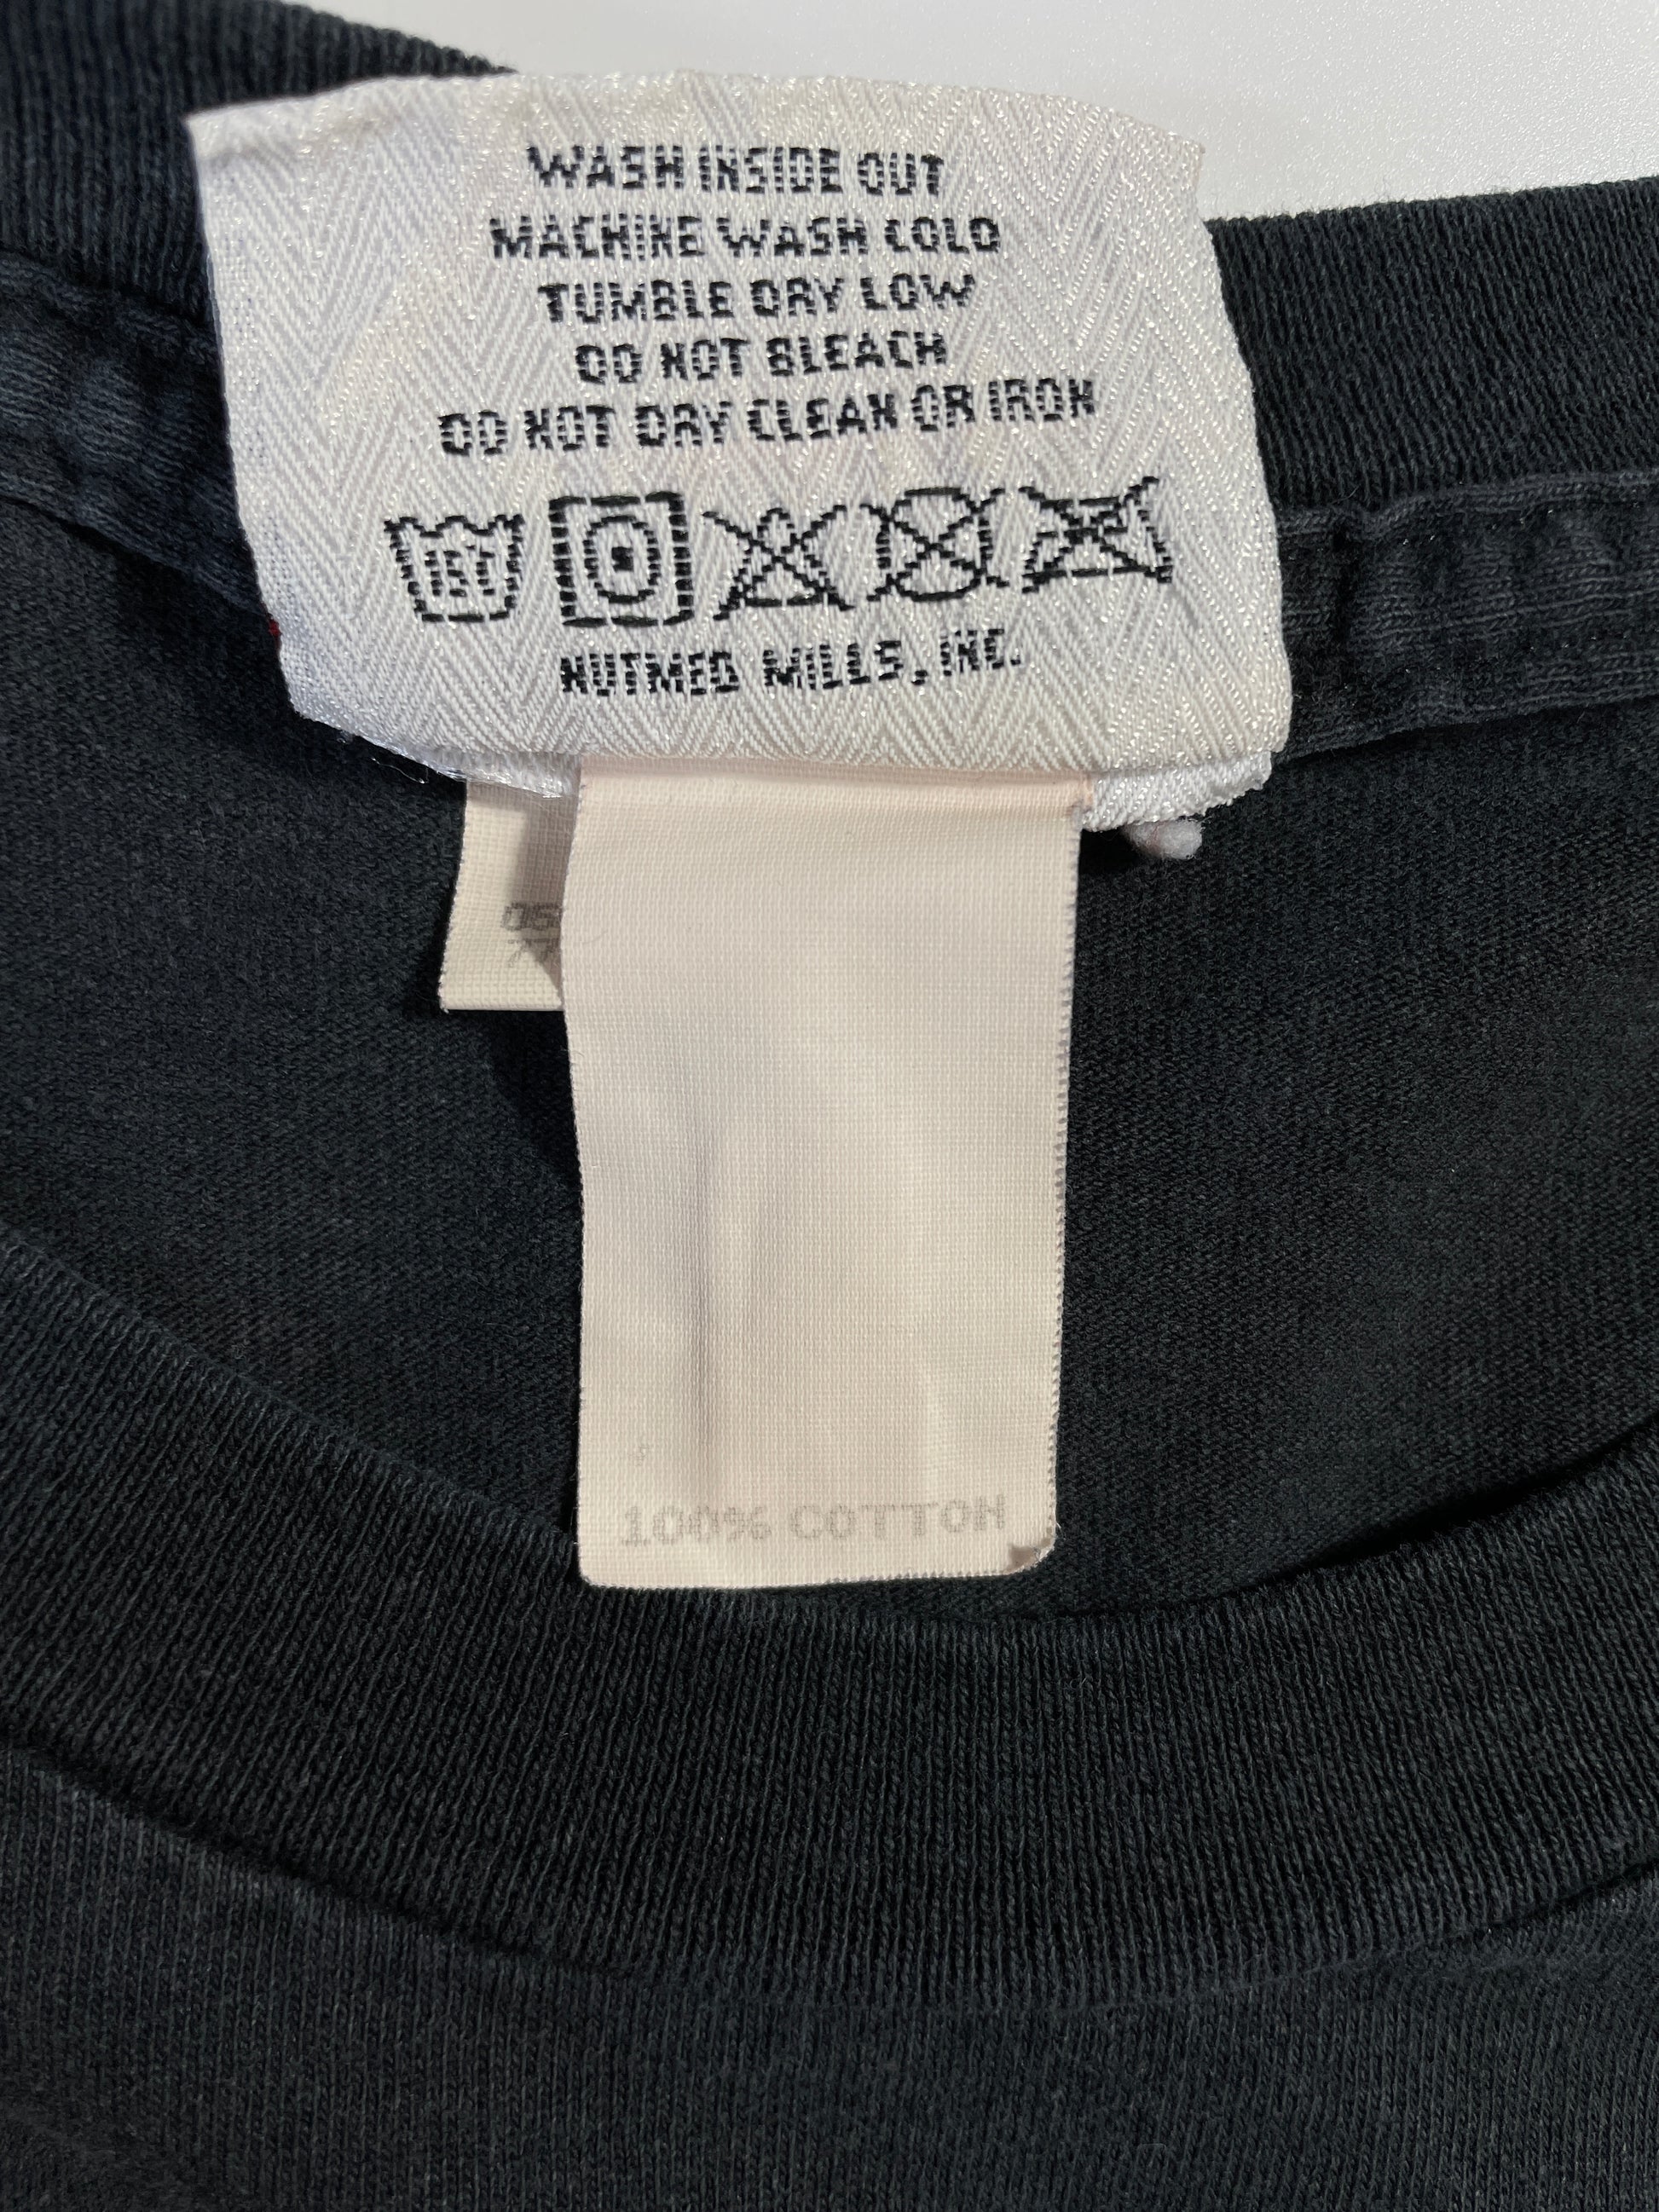 WASH INSIDE OUT
MACHINE WASH COLD
TUMBLE DRY LOW
DO NOT BLEACH
DO NOT DRY CLEAN OR IRON
NUTMEG MILLS, INC.
100% COTTON